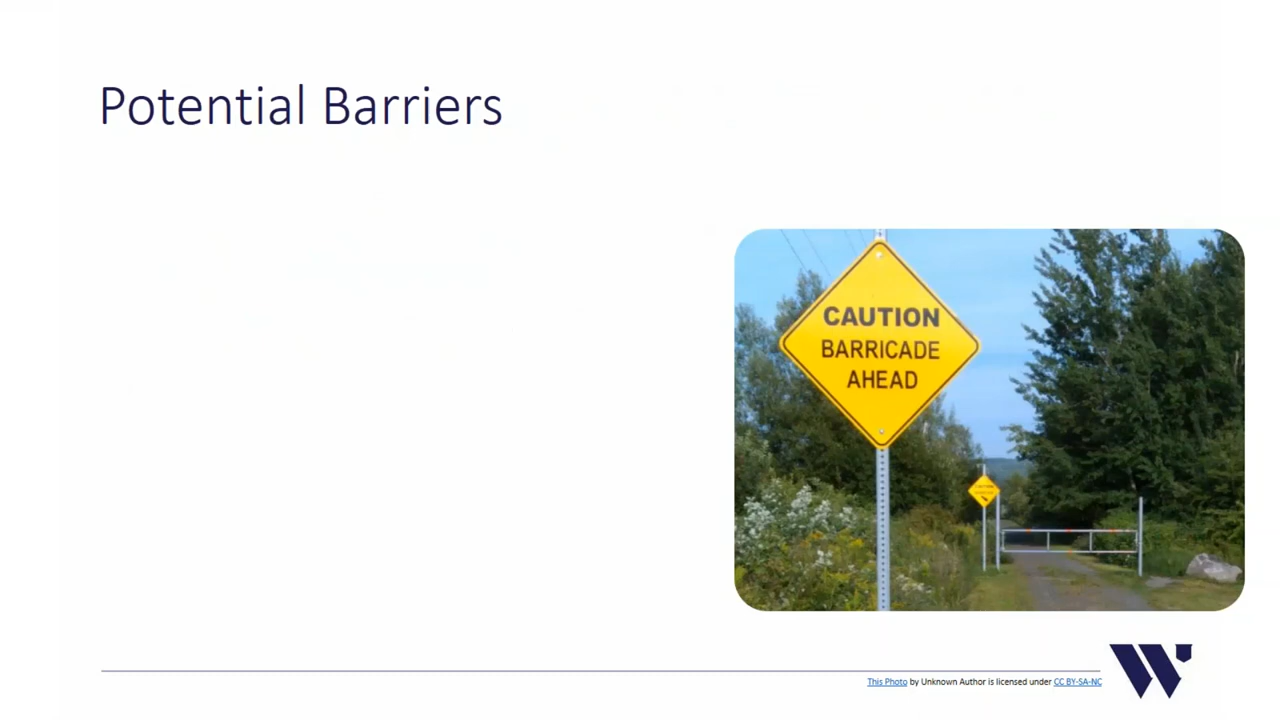 Potential Barriers
CAUTION
BARRICADE
AHEAD
This Photo by Unknown Author is licensed under CC BY-SA-NC